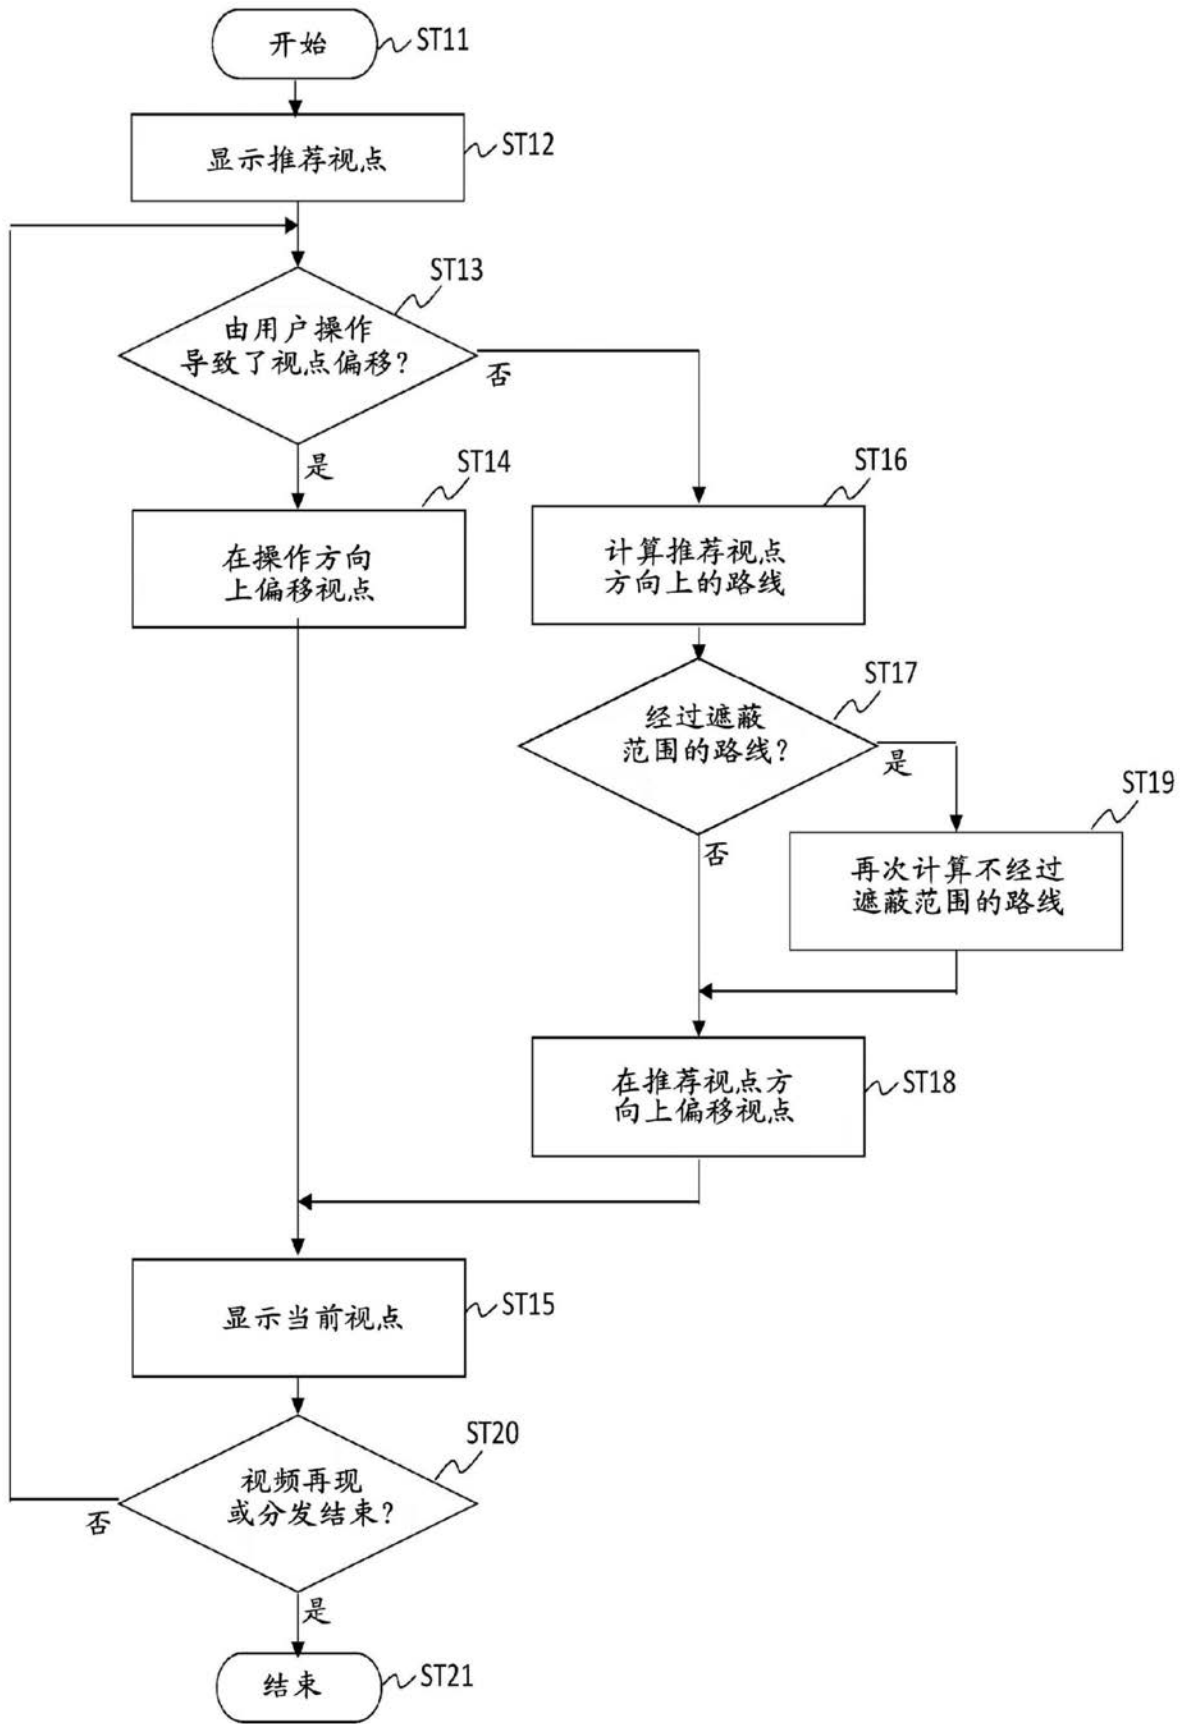 开始
ST11
显示推荐视点
ST12
ST13
由用户操作
导致了视点偏移?
否
是
ST14
在操作方向
上偏移视点
ST16
计算推荐视点
方向上的路线
ST17
经过遮蔽
范围的路线?
是
否
ST19
再次计算不经过
遮蔽范围的路线
在推荐视点方
向上偏移视点
ST18
显示当前视点
ST15
ST20
视频再现
或分发结束?
否
是
结束
ST21